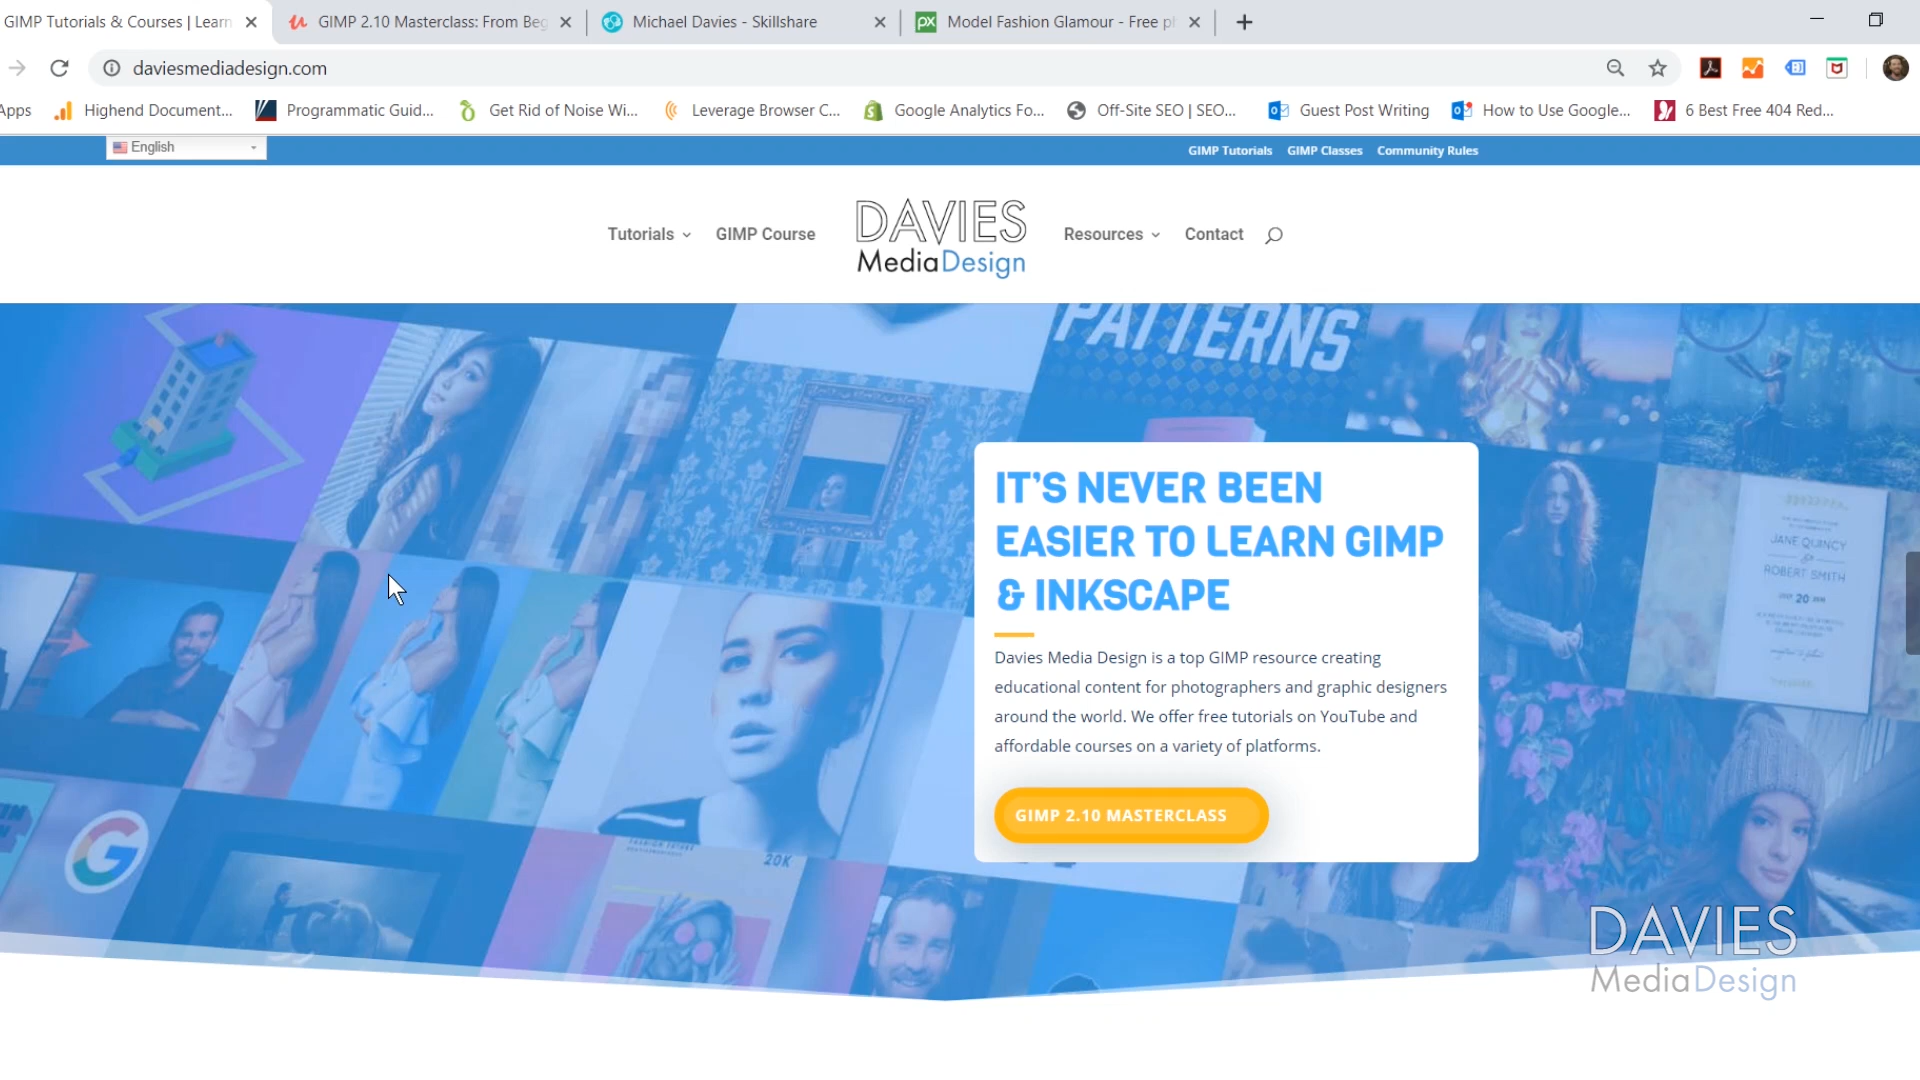 GIMP Tutorials & Courses | Learn
GIMP 2.10 Masterclass: From Beg
Michael Davies - Skillshare
Model Fashion Glamour - Free ph
daviesmediadesign.com
Apps
Highend Document...
Programmatic Guid...
Get Rid of Noise Wi...
Leverage Browser C...
Google Analytics Fo...
Off-Site SEO | SEO...
Guest Post Writing
How to Use Google...
6 Best Free 404 Red...
English
GIMP Tutorials
GIMP Classes
Community Rules
Tutorials
GIMP Course
DAVIES
MediaDesign
Resources
Contact
PATTERNS
IT'S NEVER BEEN
EASIER TO LEARN GIMP
& INKSCAPE
Davies Media Design is a top GIMP resource creating
educational content for photographers and graphic designers
around the world. We offer free tutorials on YouTube and
affordable courses on a variety of platforms.
GIMP 2.10 MASTERCLASS
JANE QUINCY
ROBERT SMITH
JULY 20
20K
DAVIES
MediaDesign